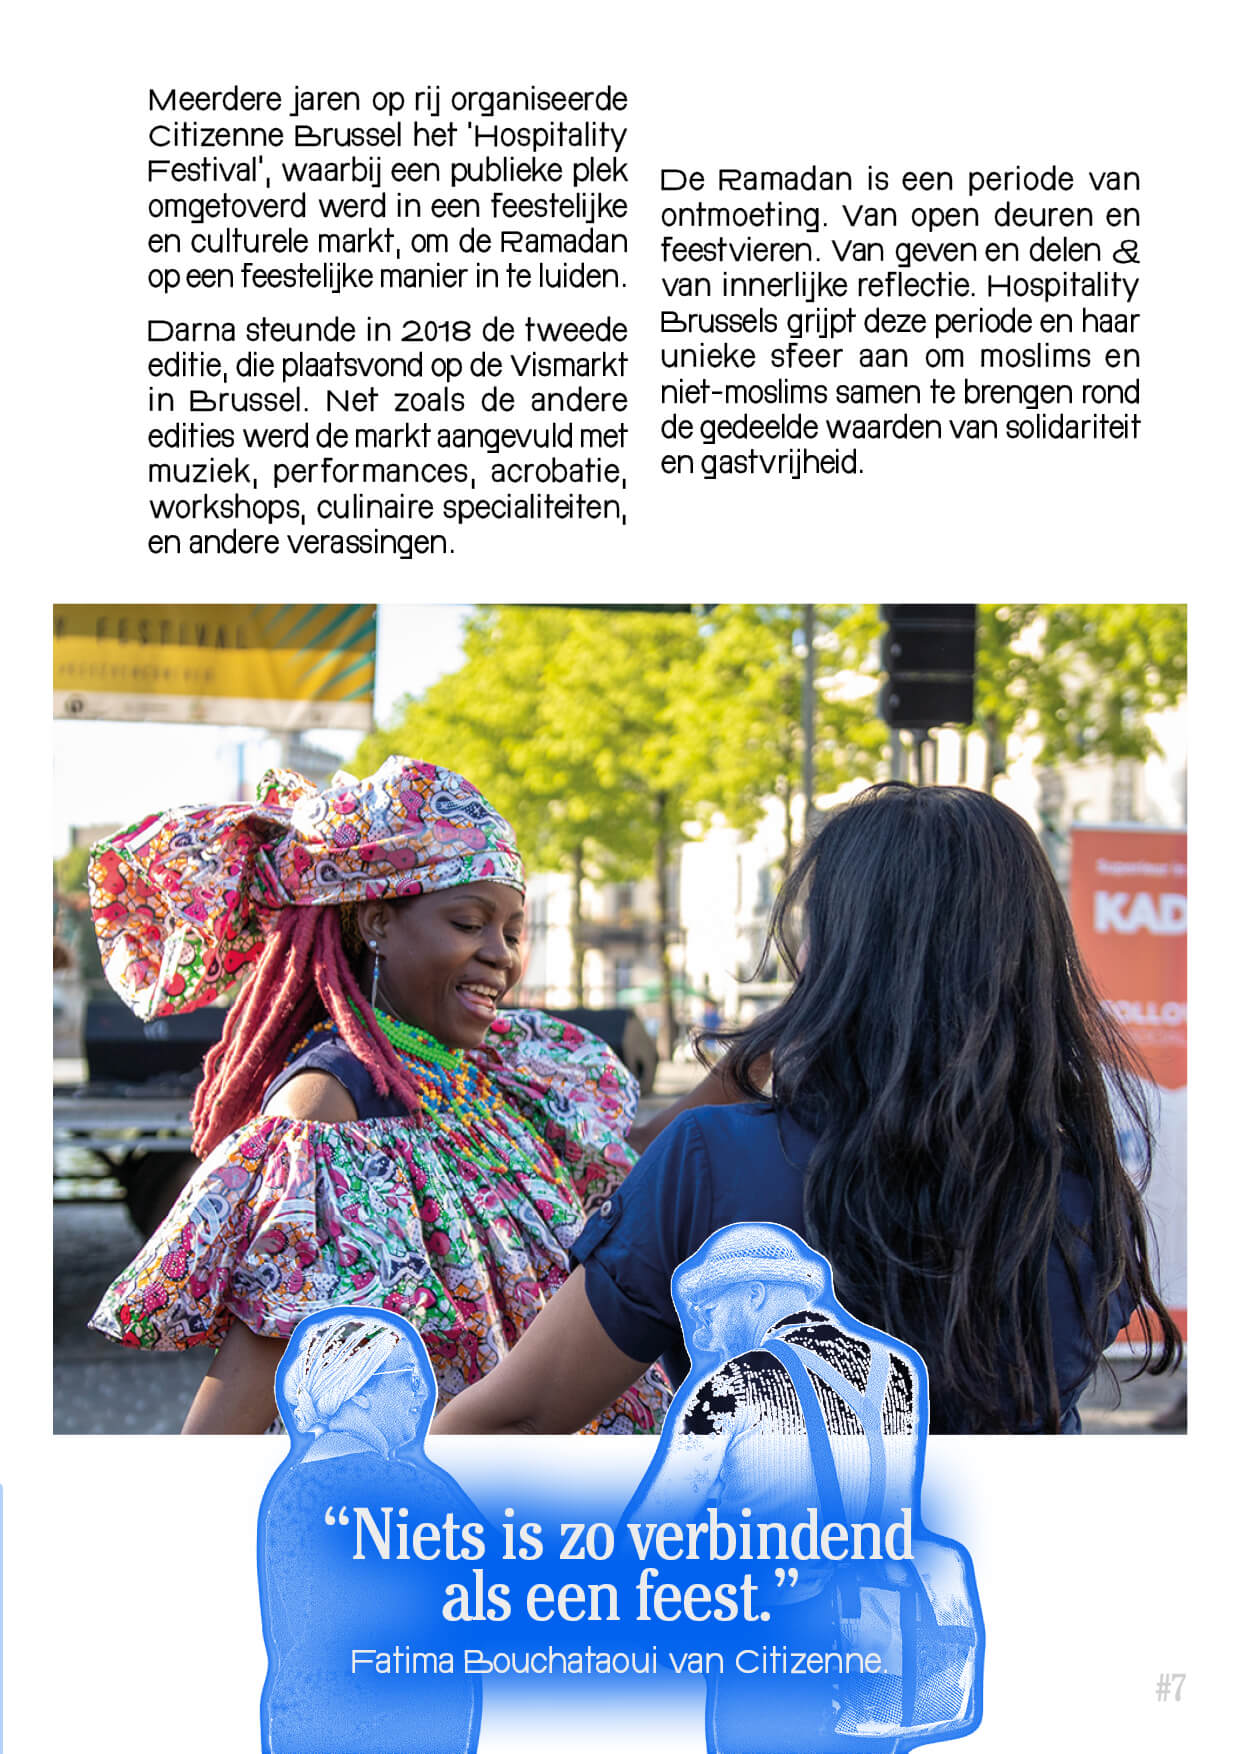 Meerdere jaren op rij organiseerde
Citizenne Brussel het 'Hospitality
Festival', waarbij een publieke plek
omgetoverd werd in een feestelijke
en culturele markt, om de Ramadan
op een feestelijke manier in te luiden.
Darna steunde in 2018 de tweede
editie, die plaatsvond op de Vismarkt
in Brussel. Net zoals de andere
edities werd de markt aangevuld met
muziek, performances, acrobatie,
workshops, culinaire specialiteiten,
en andere verassingen.
De Ramadan is een periode van
ontmoeting. Van open deuren en
feestvieren. Van geven en delen &
van innerlijke reflectie. Hospitality
Brussels grijpt deze periode en haar
unieke sfeer aan om moslims en
niet-moslims samen te brengen rond
de gedeelde waarden van solidariteit
en gastvrijheid.
Y FESTIVAL
KAD
OLLO
“Niets is zo verbindend
als een feest.”
Fatima Bouchataoui van Citizenne.
#7